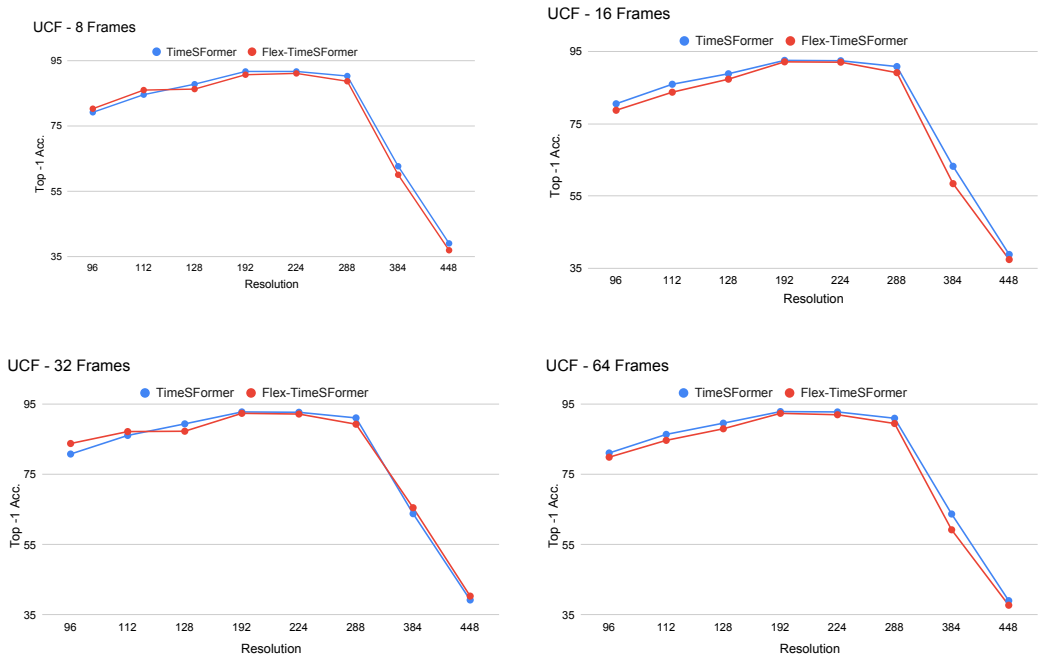 UCF - 8 Frames
TimeSFormer Flex-TimeSFormer
95
75
55
35
Top -1 Acc.
96 112 128 192 224 288 384 448
Resolution
UCF - 16 Frames
TimeSFormer Flex-TimeSFormer
95
75
55
35
Top -1 Acc.
96 112 128 192 224 288 384 448
Resolution
UCF - 32 Frames
TimeSFormer Flex-TimeSFormer
95
75
55
35
Top -1 Acc.
96 112 128 192 224 288 384 448
Resolution
UCF - 64 Frames
TimeSFormer Flex-TimeSFormer
95
75
55
35
Top -1 Acc.
96 112 128 192 224 288 384 448
Resolution